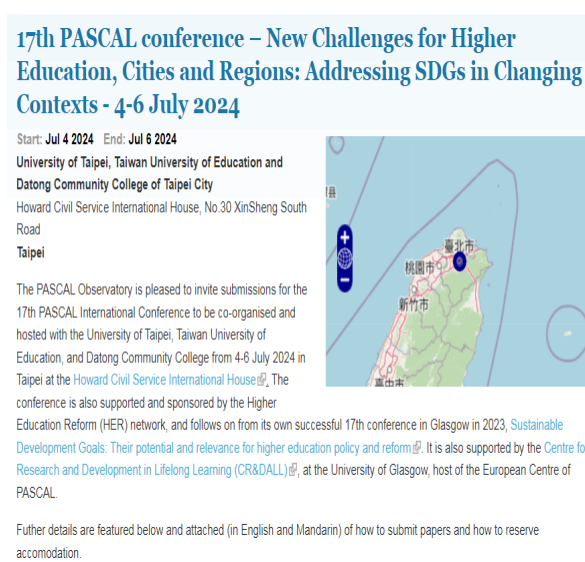 17th PASCAL conference – New Challenges for Higher
Education, Cities and Regions: Addressing SDGs in Changing
Contexts - 4-6 July 2024
Start: Jul 4 2024 End: Jul 6 2024
University of Taipei, Taiwan University of Education and
Datong Community College of Taipei City
Howard Civil Service International House, No.30 XinSheng South
Road
Taipei
縣
+
−
臺北市
桃園市
新竹市
臺中市
The PASCAL Observatory is pleased to invite submissions for the
17th PASCAL International Conference to be co-organised and
hosted with the University of Taipei, Taiwan University of
Education, and Datong Community College from 4-6 July 2024 in
Taipei at the Howard Civil Service International House. The
conference is also supported and sponsored by the Higher
Education Reform (HER) network, and follows on from its own successful 17th conference in Glasgow in 2023, Sustainable
Development Goals: Their potential and relevance for higher education policy and reform. It is also supported by the Centre fo
Research and Development in Lifelong Learning (CR&DALL), at the University of Glasgow, host of the European Centre of
PASCAL.
Futher details are featured below and attached (in English and Mandarin) of how to submit papers and how to reserve
accomodation.